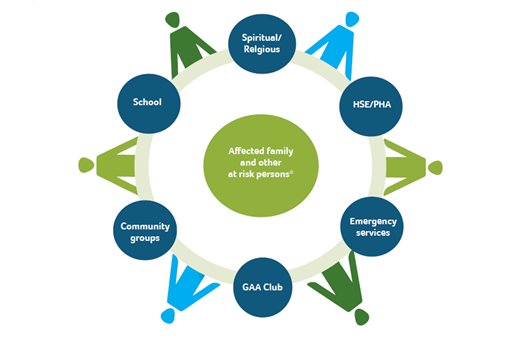 Spiritual/
Relgious
HSE/PHA
Emergency
services
GAA Club
Community
groups
School
Affected family
and other
at risk persons®